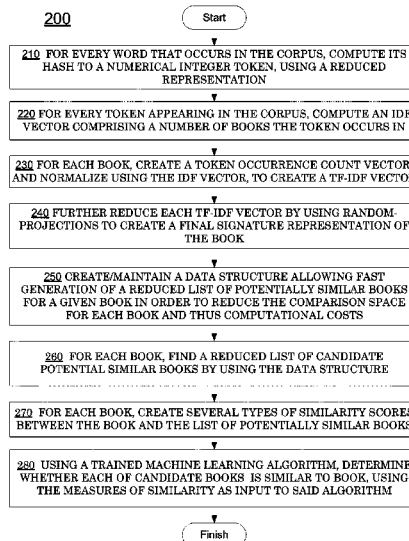 200
Start
210 FOR EVERY WORD THAT OCCURS IN THE CORPUS, COMPUTE ITS
HASH TO A NUMERICAL INTEGER TOKEN, USING A REDUCED
REPRESENTATION
220 FOR EVERY TOKEN APPEARING IN THE CORPUS, COMPUTE AN IDF
VECTOR COMPRISING A NUMBER OF BOOKS THE TOKEN OCCURS IN
230 FOR EACH BOOK, CREATE A TOKEN OCCURRENCE COUNT VECTOR
AND NORMALIZE USING THE IDF VECTOR, TO CREATE A TF-IDF VECTO
240 FURTHER REDUCE EACH TF-IDF VECTOR BY USING RANDOM-
PROJECTIONS TO CREATE A FINAL SIGNATURE REPRESENTATION OF
THE BOOK
250 CREATE/MAINTAIN A DATA STRUCTURE ALLOWING FAST
GENERATION OF A REDUCED LIST OF POTENTIALLY SIMILAR BOOKS
FOR A GIVEN BOOK IN ORDER TO REDUCE THE COMPARISON SPACE
FOR EACH BOOK AND THUS COMPUTATIONAL COSTS
260 FOR EACH BOOK, FIND A REDUCED LIST OF CANDIDATE
POTENTIAL SIMILAR BOOKS BY USING THE DATA STRUCTURE
270 FOR EACH BOOK, CREATE SEVERAL TYPES OF SIMILARITY SCORES
BETWEEN THE BOOK AND THE LIST OF POTENTIALLY SIMILAR BOOKS
280 USING A TRAINED MACHINE LEARNING ALGORITHM, DETERMINE
WHETHER EACH OF CANDIDATE BOOKS IS SIMILAR TO BOOK, USING
THE MEASURES OF SIMILARITY AS INPUT TO SAID ALGORITHM
Finish